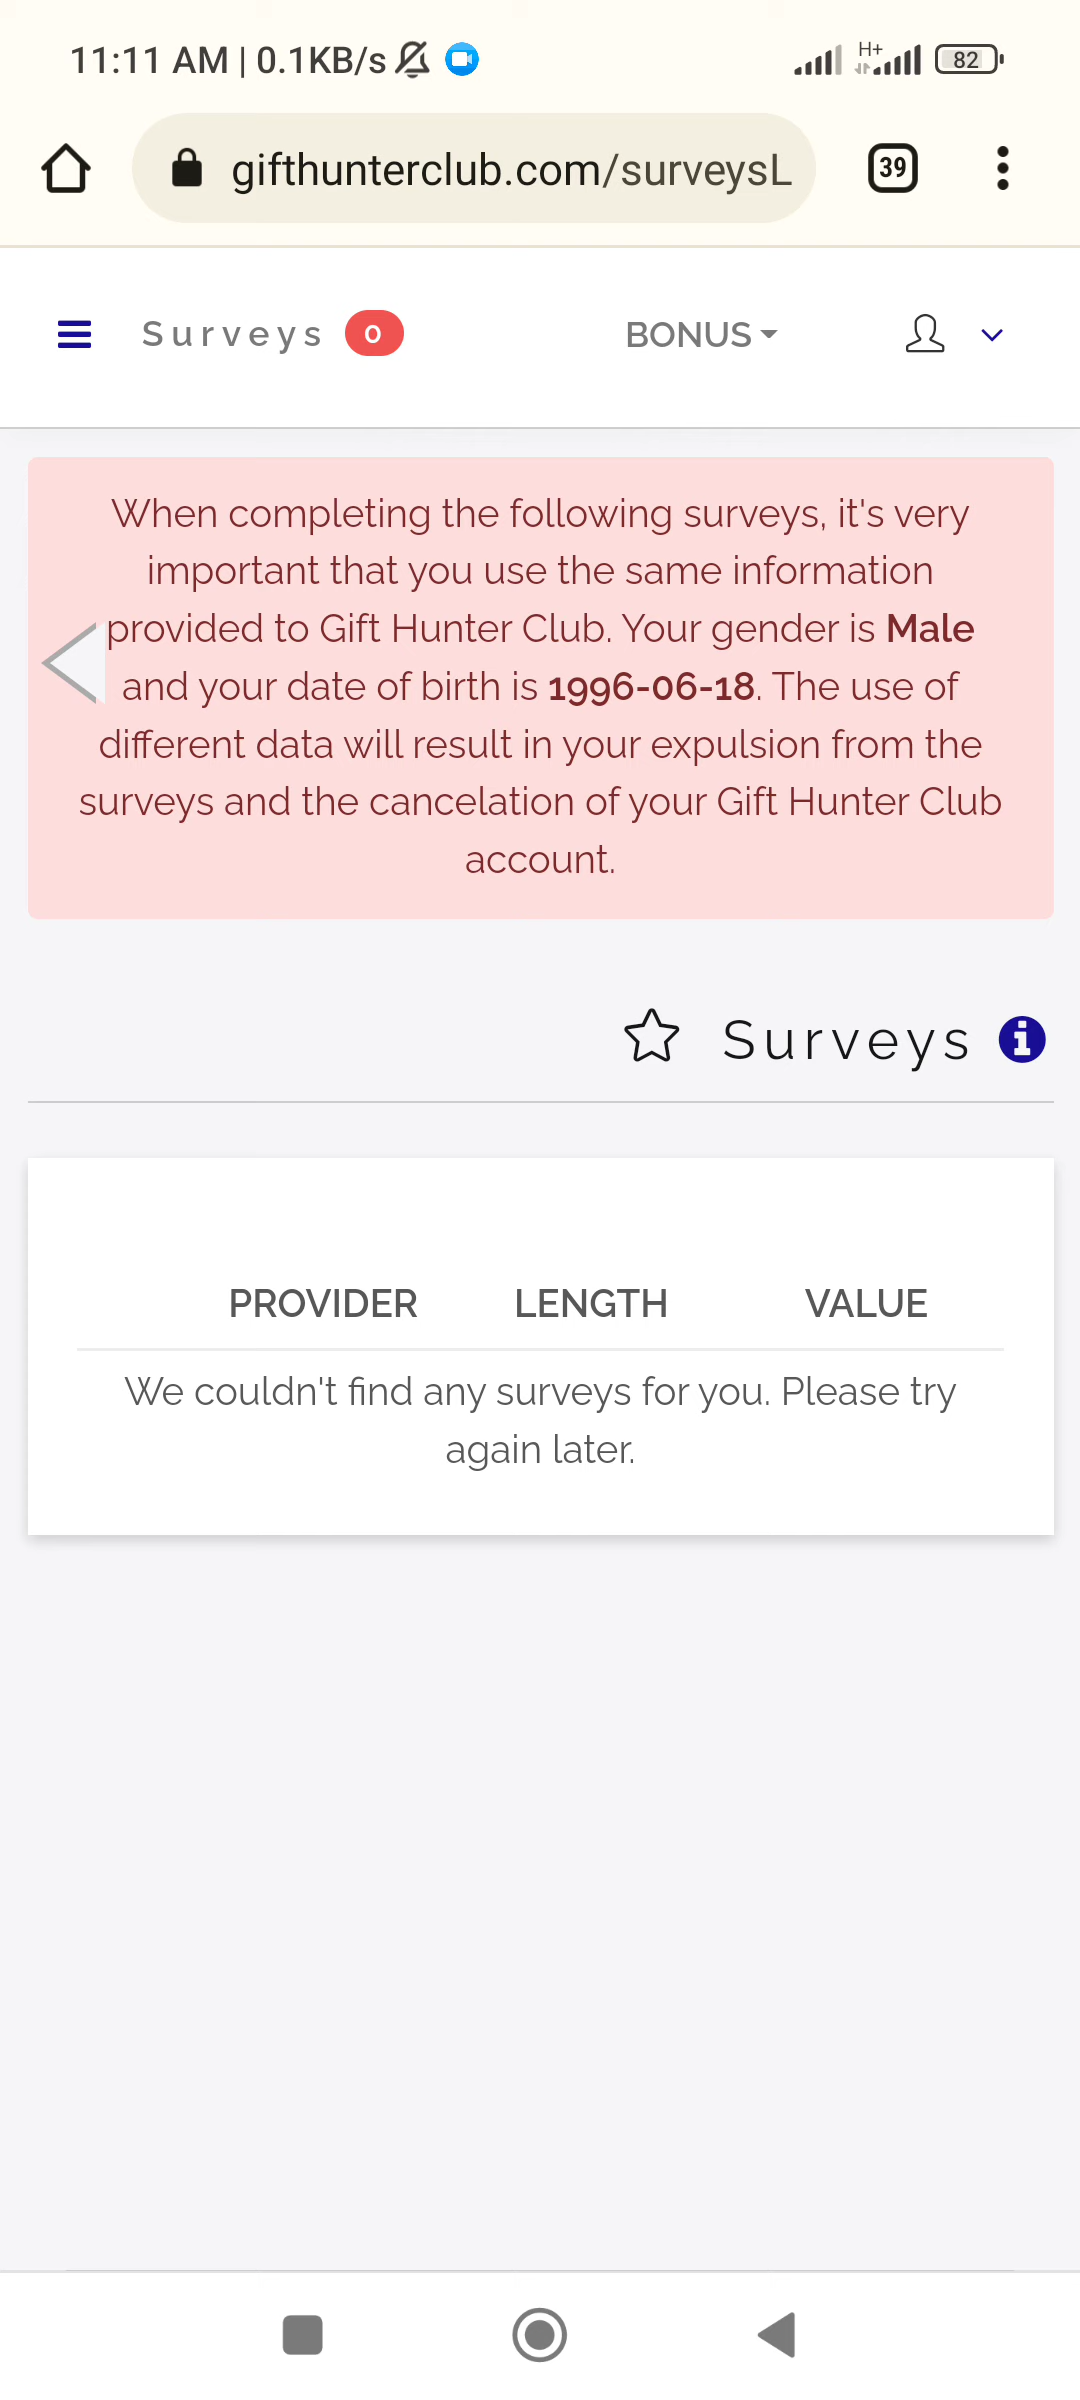 11:11 AM | 0.1KB/s H+ 82
gifthunterclub.com/surveysL 39
Surveys 0 BONUS
When completing the following surveys, it's very
important that you use the same information
provided to Gift Hunter Club. Your gender is Male
and your date of birth is 1996-06-18. The use of
different data will result in your expulsion from the
surveys and the cancelation of your Gift Hunter Club
account.
Surveys
PROVIDER LENGTH VALUE
We couldn't find any surveys for you. Please try
again later.